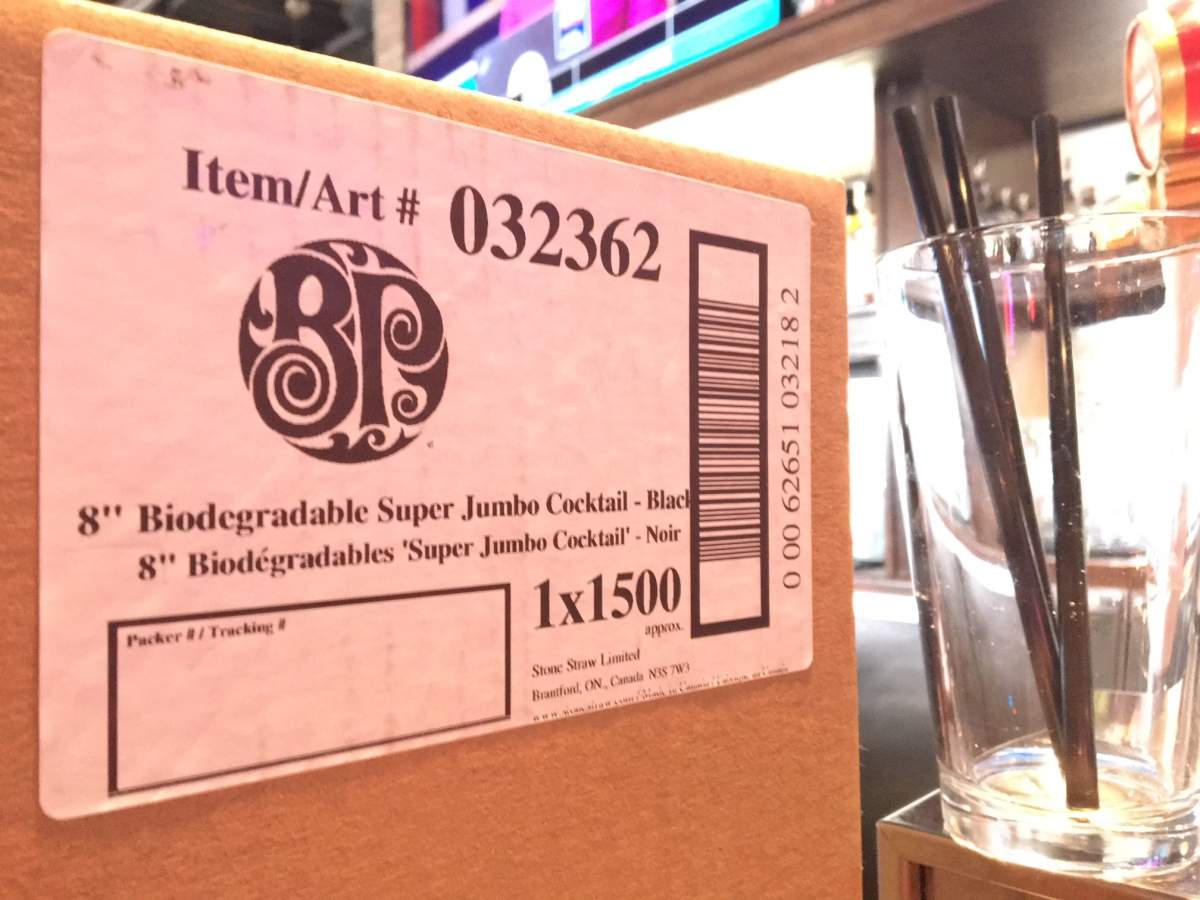 Item/Art # 032362
BP
8" Biodegradable Super Jumbo Cocktail - Black
8" Biodégradables 'Super Jumbo Cocktail' - Noir
1x1500
approx.
Packer # / Tracking #
Stone Straw Limited
Brantford, ON., Canada N3S 7W3
0 00 62651 03218 2